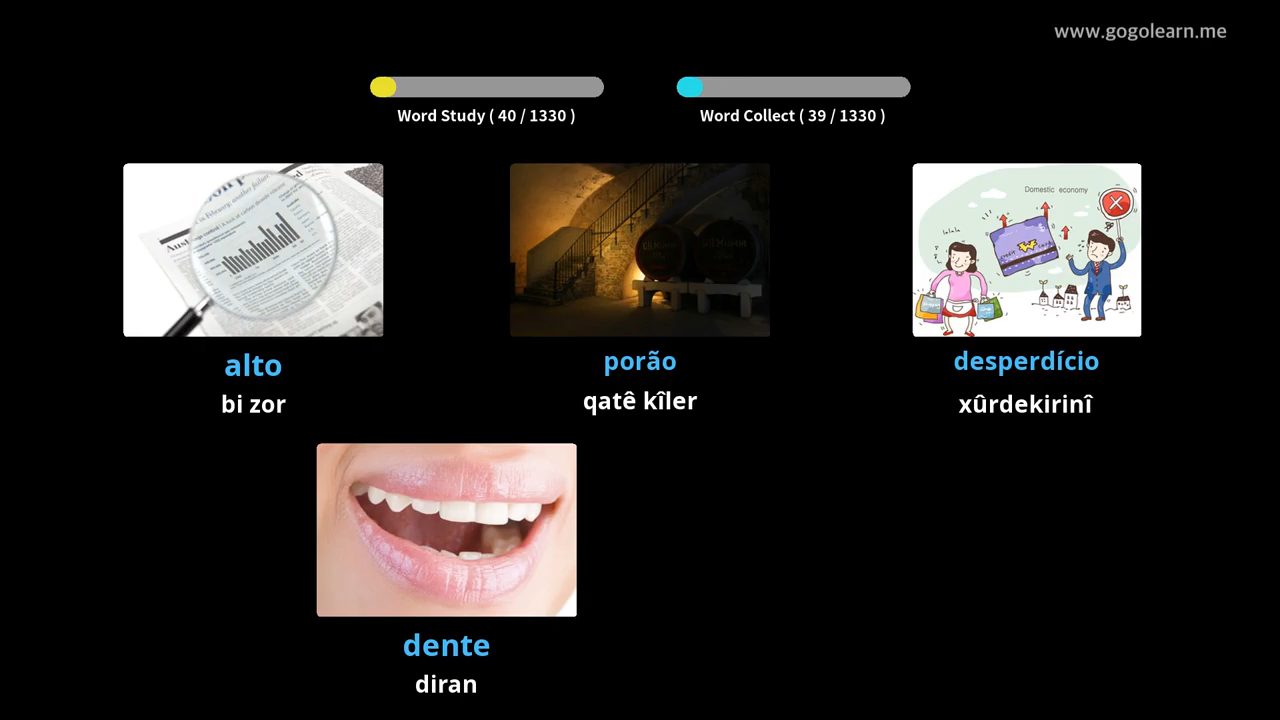 www.gogolearn.me
Word Study ( 40 / 1330 )
Word Collect ( 39 / 1330 )
Domestic economy
lalala
alto
bi zor
porão
qatê kîler
desperdício
xûrdekirinî
dente
diran